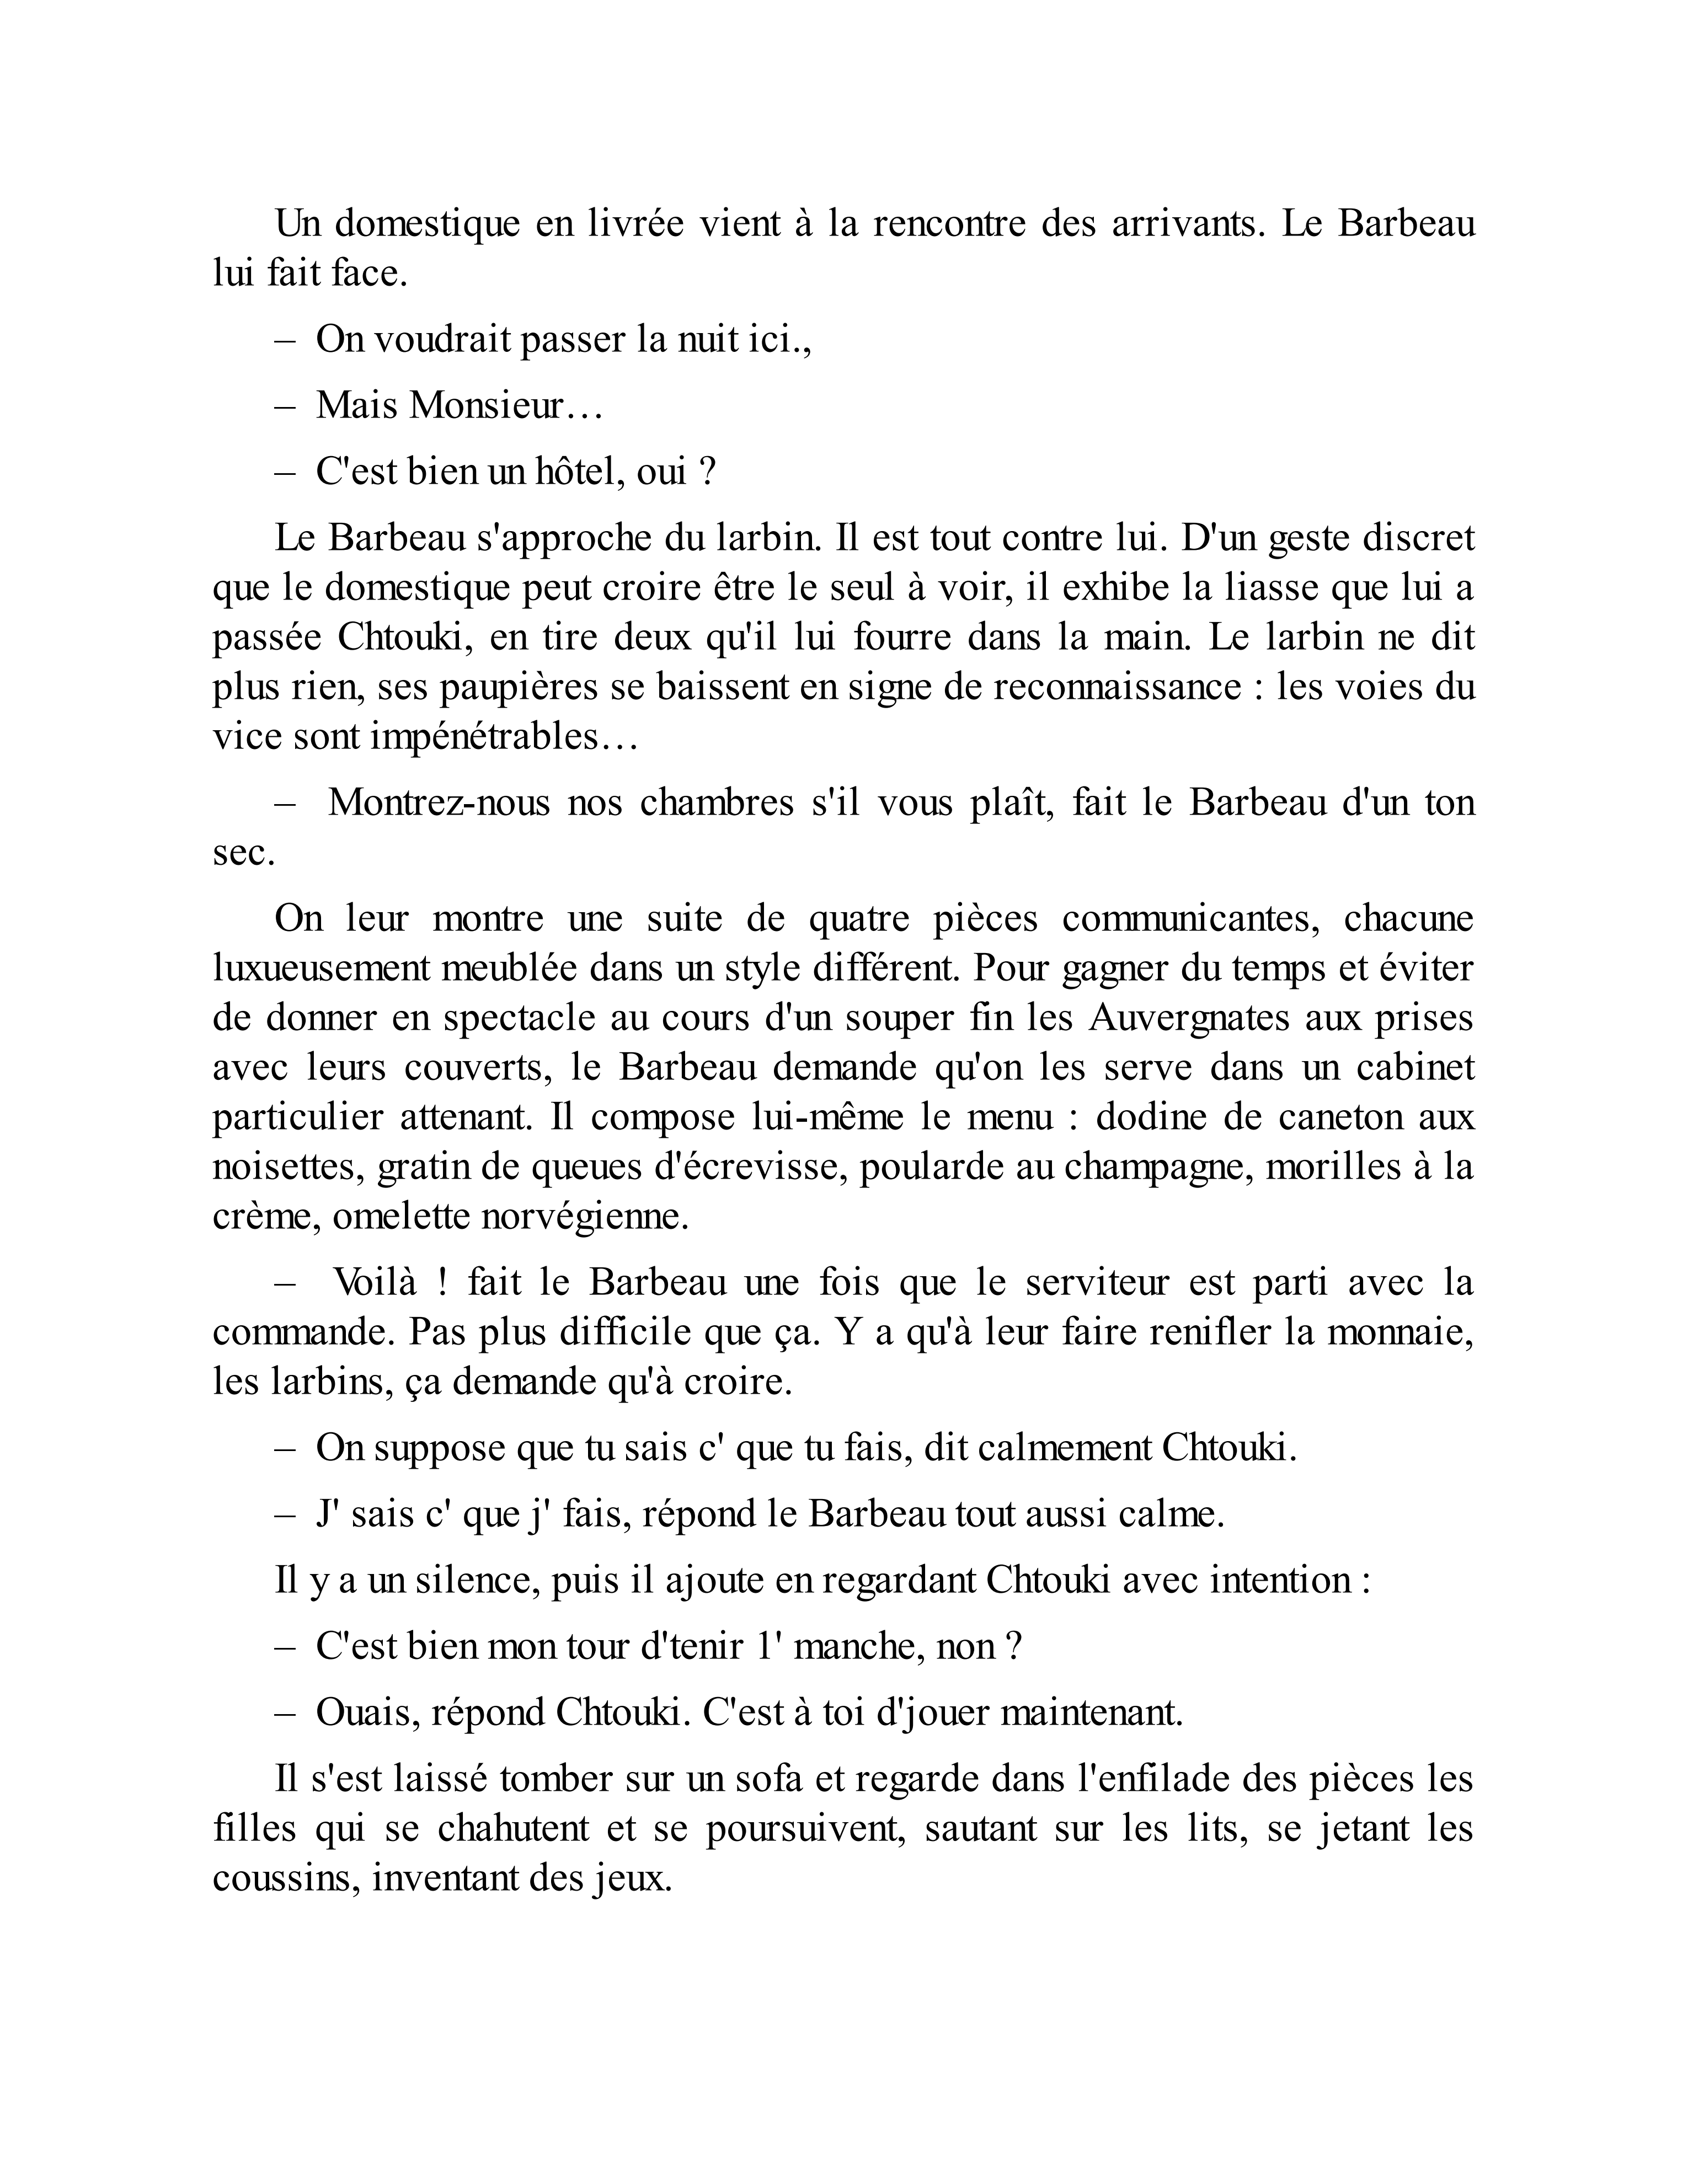 Un domestique en livrée vient à la rencontre des arrivants. Le Barbeau
lui fait face.
– On voudrait passer la nuit ici.,
– Mais Monsieur…
– C'est bien un hôtel, oui ?
Le Barbeau s'approche du larbin. Il est tout contre lui. D'un geste discret
que le domestique peut croire être le seul à voir, il exhibe la liasse que lui a
passée Chtouki, en tire deux qu'il lui fourre dans la main. Le larbin ne dit
plus rien, ses paupières se baissent en signe de reconnaissance : les voies du
vice sont impénétrables…
– Montrez-nous nos chambres s'il vous plaît, fait le Barbeau d'un ton
sec.
On leur montre une suite de quatre pièces communicantes, chacune
luxueusement meublée dans un style différent. Pour gagner du temps et éviter
de donner en spectacle au cours d'un souper fin les Auvergnates aux prises
avec leurs couverts, le Barbeau demande qu'on les serve dans un cabinet
particulier attenant. Il compose lui-même le menu : dodine de caneton aux
noisettes, gratin de queues d'écrevisse, poularde au champagne, morilles à la
crème, omelette norvégienne.
– Voilà ! fait le Barbeau une fois que le serviteur est parti avec la
commande. Pas plus difficile que ça. Y a qu'à leur faire renifler la monnaie,
les larbins, ça demande qu'à croire.
– On suppose que tu sais c' que tu fais, dit calmement Chtouki.
– J' sais c' que j' fais, répond le Barbeau tout aussi calme.
Il y a un silence, puis il ajoute en regardant Chtouki avec intention :
– C'est bien mon tour d'tenir 1' manche, non ?
– Ouais, répond Chtouki. C'est à toi d'jouer maintenant.
Il s'est laissé tomber sur un sofa et regarde dans l'enfilade des pièces les
filles qui se chahutent et se poursuivent, sautant sur les lits, se jetant les
coussins, inventant des jeux.